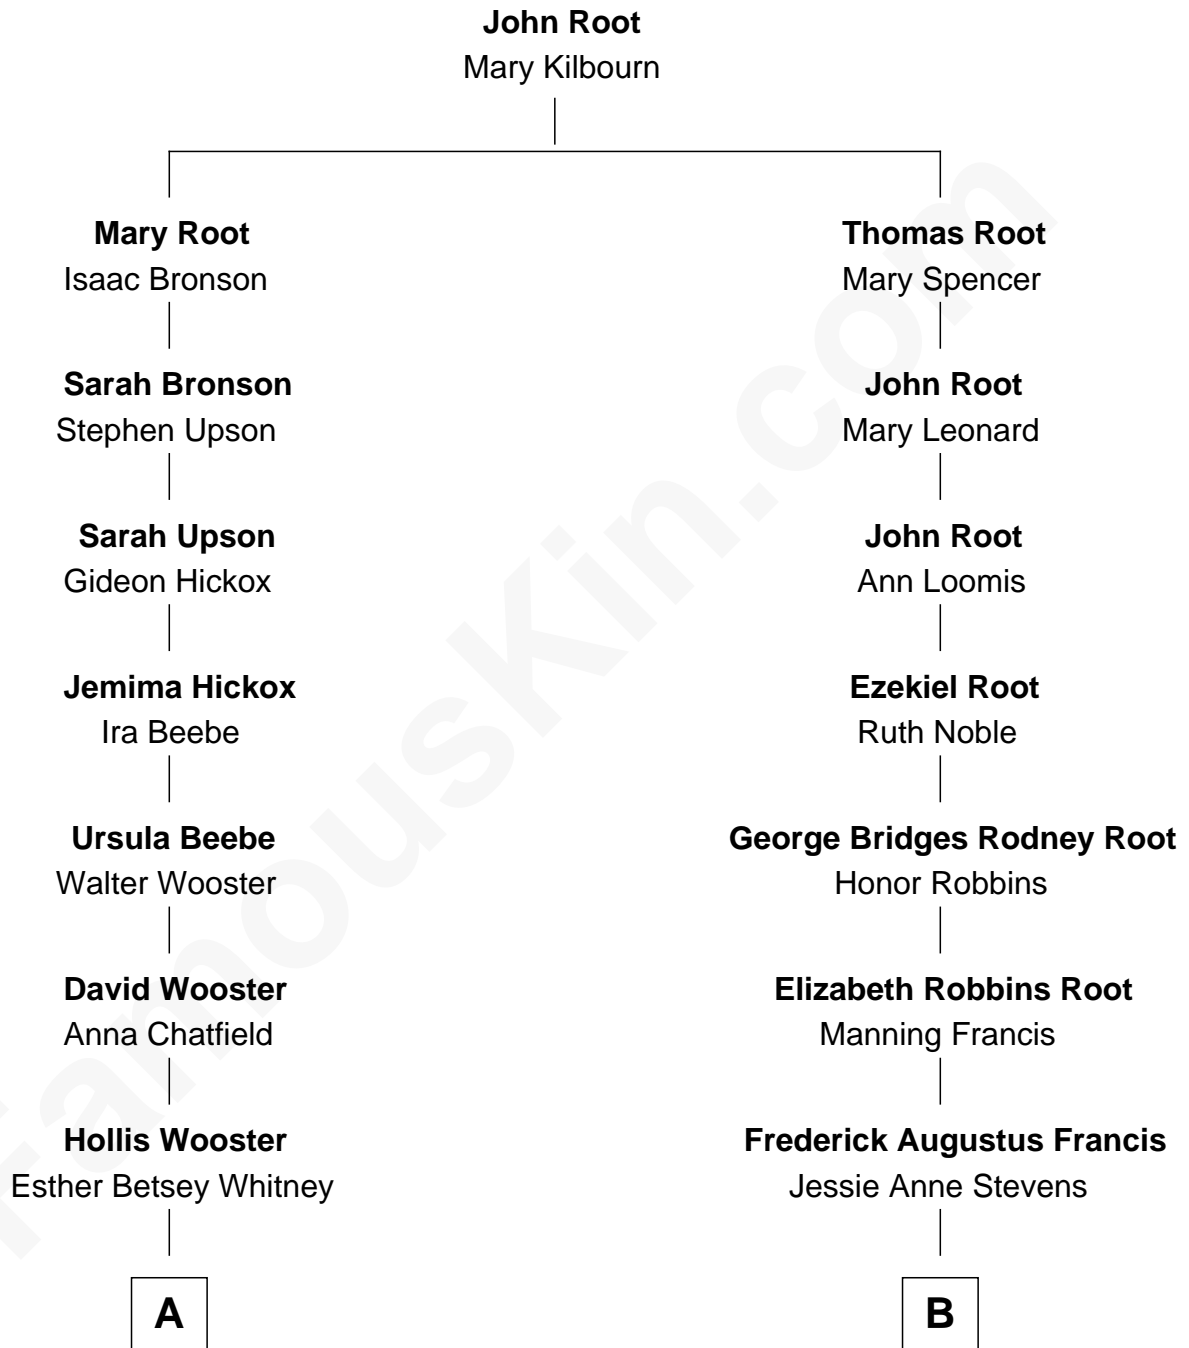 John Root
Mary Kilbourn
Mary Root
Isaac Bronson
Thomas Root
Mary Spencer
Sarah Bronson
Stephen Upson
John Root
Mary Leonard
Sarah Upson
Gideon Hickox
John Root
Ann Loomis
Jemima Hickox
Ira Beebe
Ezekiel Root
Ruth Noble
Ursula Beebe
Walter Wooster
George Bridges Rodney Root
Honor Robbins
David Wooster
Anna Chatfield
Elizabeth Robbins Root
Manning Francis
Hollis Wooster
Esther Betsey Whitney
Frederick Augustus Francis
Jessie Anne Stevens
A
B
FamousKin.com